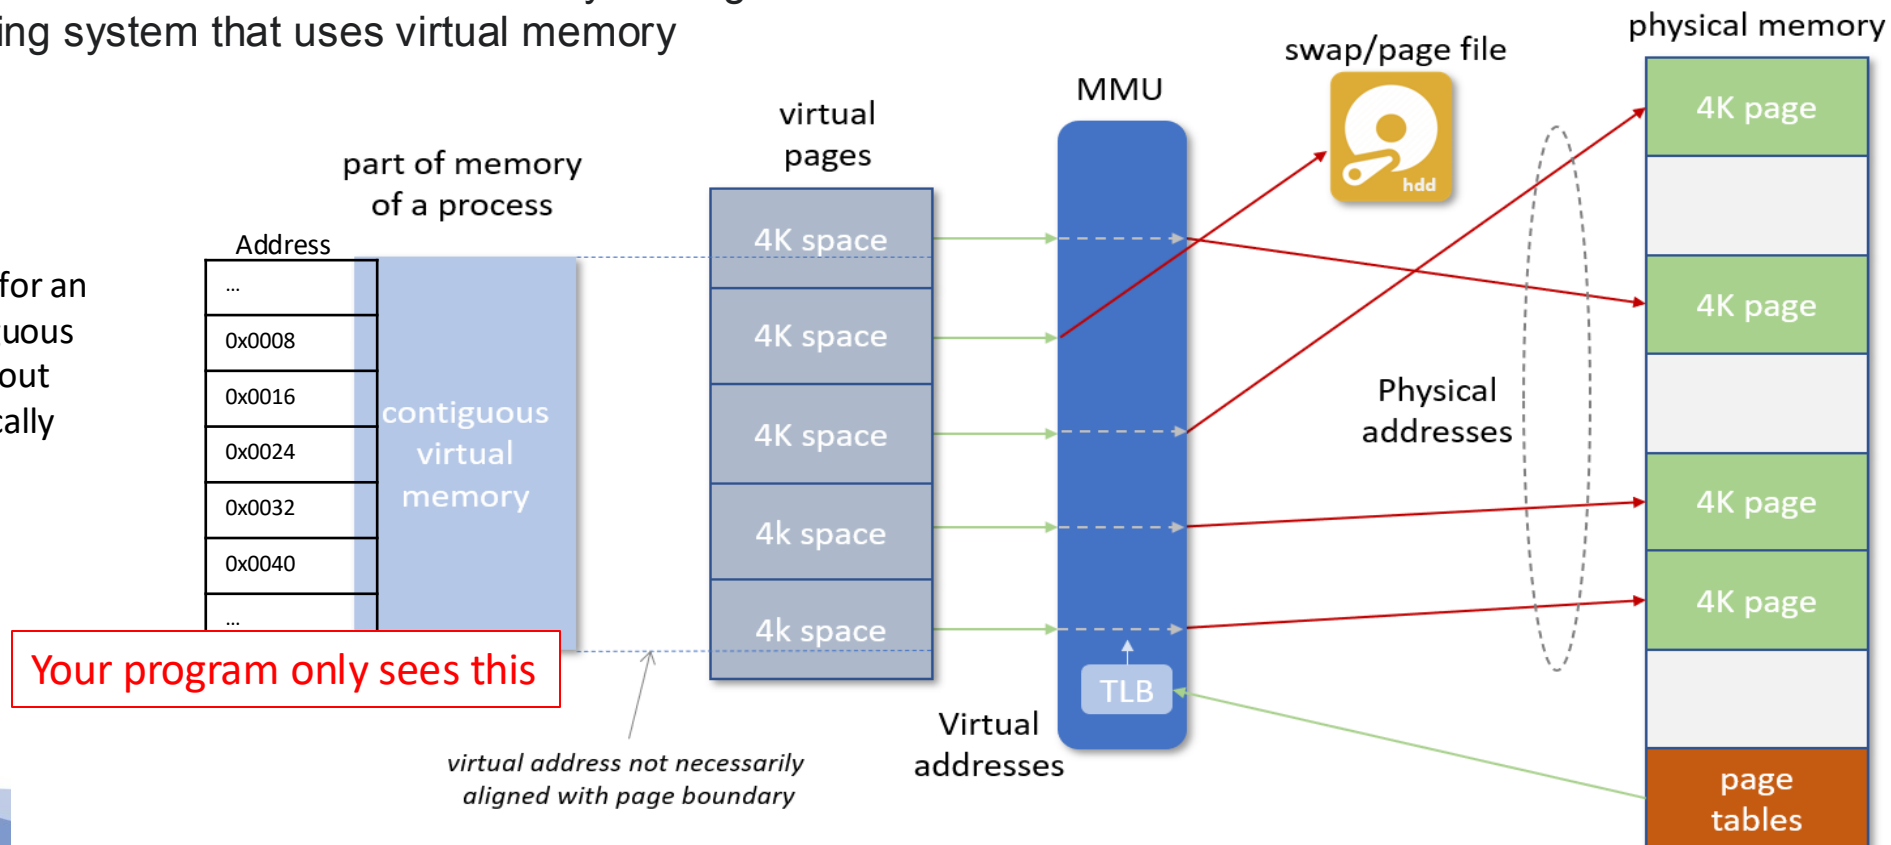 ing system that uses virtual memory
for an
guous
out
cally
part of memory
of a process
Address
...
0x0008
0x0016
0x0024
0x0032
0x0040
...
contiguous
virtual
memory
Your program only sees this
virtual address not necessarily
aligned with page boundary
virtual
pages
4K space
4K space
4K space
4k space
4k space
Virtual
addresses
MMU
TLB
swap/page file
hdd
Physical
addresses
physical memory
4K page
4K page
4K page
4K page
page
tables